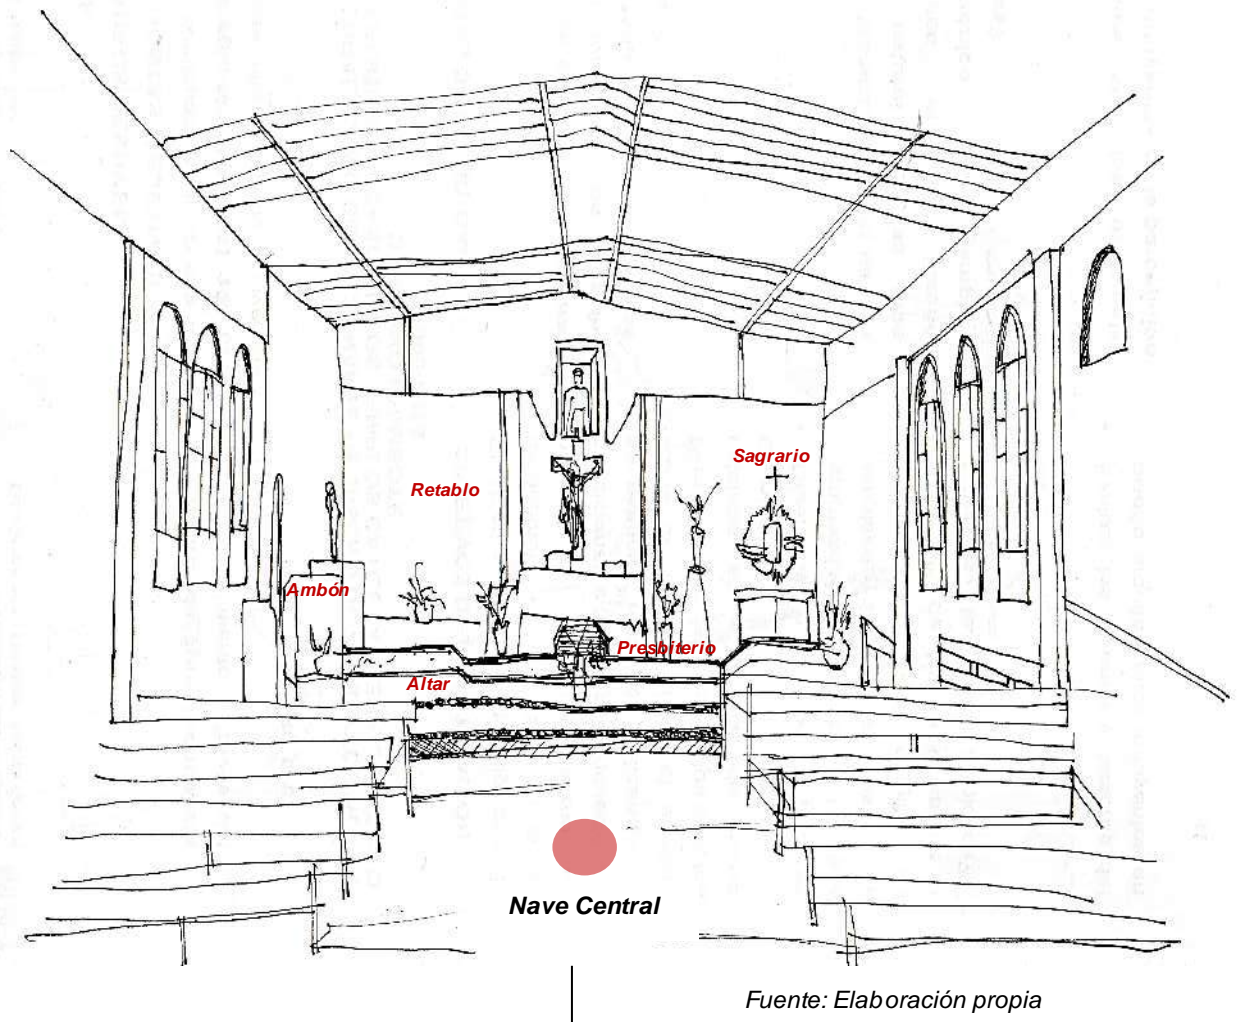 Sagrario
Retablo
Ambón
Presbiterio
Altar
Nave Central
Fuente: Elaboración propia